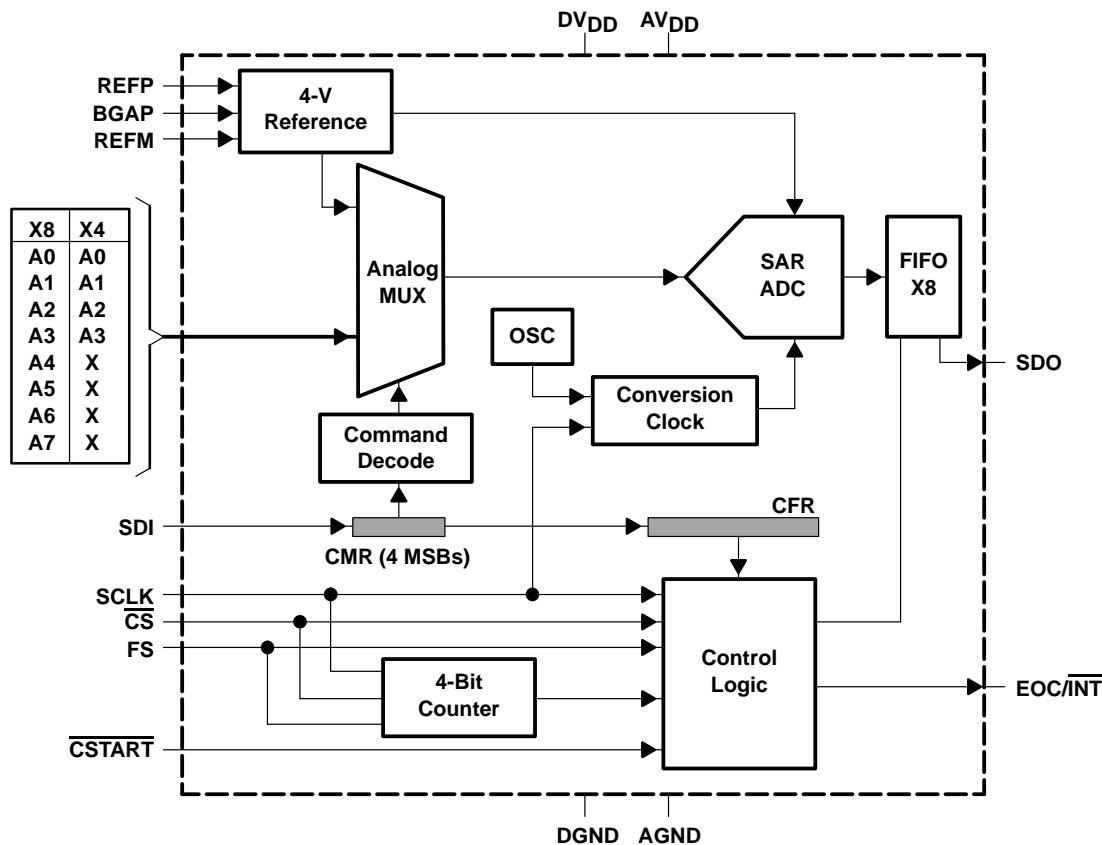 DVDD AVDD
REFP
BGAP
REFM
4-V
Reference
X8 X4
A0 A0
A1 A1
A2 A2
A3 A3
A4 X
A5 X
A6 X
A7 X
Analog
MUX
SAR
ADC
FIFO
X8
OSC
SDO
Conversion
Clock
Command
Decode
CFR
SDI
CMR (4 MSBs)
SCLK
CS
FS
Control
Logic
4-Bit
Counter
EOC/INT
CSTART
DGND AGND